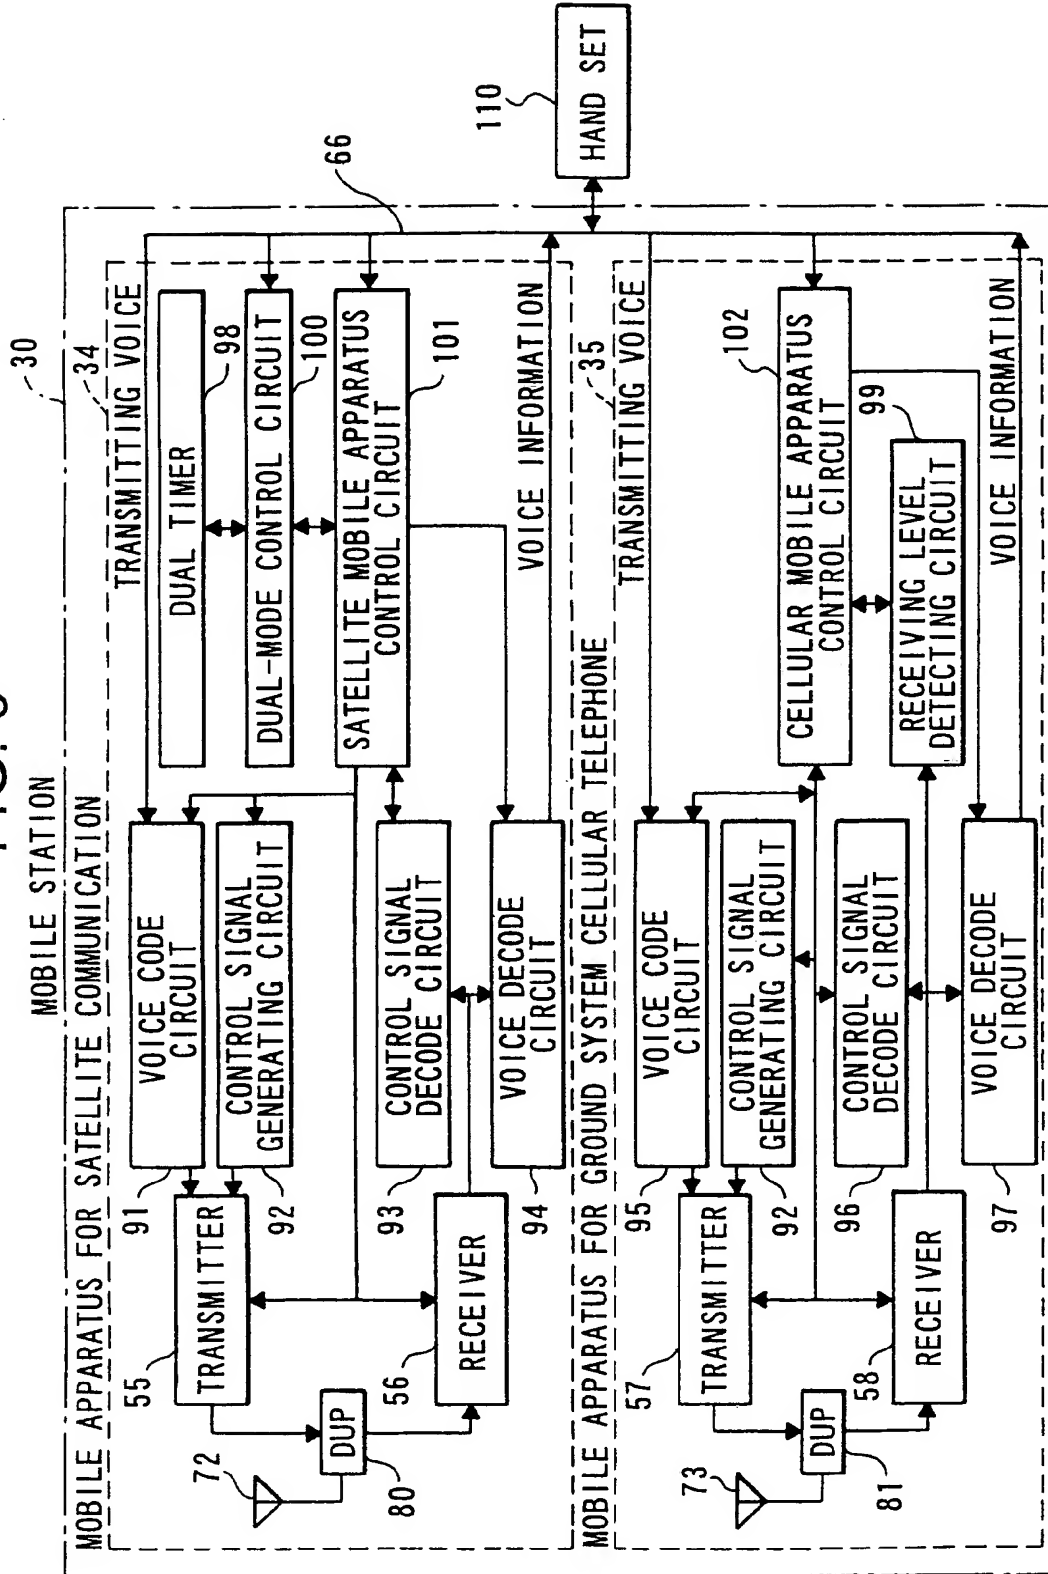 MOBILE STATION
30
MOBILE APPARATUS FOR SATELLITE COMMUNICATION
34
TRANSMITTING VOICE
72
DUP
80
55
TRANSMITTER
56
RECEIVER
91
VOICE CODE
CIRCUIT
92
CONTROL SIGNAL
GENERATING CIRCUIT
93
CONTROL SIGNAL
DECODE CIRCUIT
94
VOICE DECODE
CIRCUIT
DUAL TIMER
98
DUAL-MODE CONTROL CIRCUIT
100
SATELLITE MOBILE APPARATUS
CONTROL CIRCUIT
101
VOICE INFORMATION
66
110
HAND SET
MOBILE APPARATUS FOR GROUND SYSTEM CELLULAR TELEPHONE
35
TRANSMITTING VOICE
73
DUP
81
57
TRANSMITTER
58
RECEIVER
95
VOICE CODE
CIRCUIT
92
CONTROL SIGNAL
GENERATING CIRCUIT
96
CONTROL SIGNAL
DECODE CIRCUIT
97
VOICE DECODE
CIRCUIT
102
CELLULAR MOBILE APPARATUS
CONTROL CIRCUIT
99
RECEIVING LEVEL
DETECTING CIRCUIT
VOICE INFORMATION